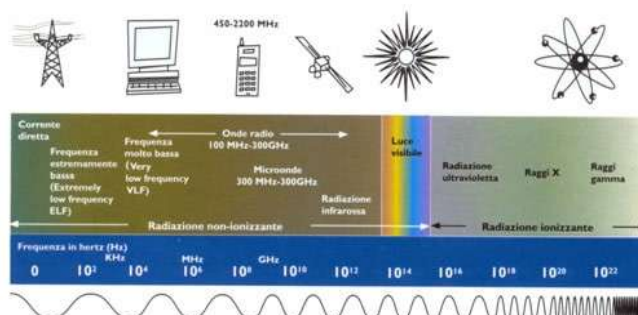 450-2200 MHz
Corrente
diretta
Frequenza
estremamente
bassa
(Extremely
low frequency
ELF)
Frequenza
molto bassa
(Very
low frequency
VLF)
Onde radio
100 MHz-300GHz
Microonde
300 MHz-300GHz
Radiazione
infrarossa
Luce
visibile
Radiazione
ultravioletta
Raggi X
Raggi
gamma
Radiazione non-ionizzante
Radiazione ionizzante
Frequenza in hertz (Hz)
KHz MHz GHz
0 10² 10⁴ 10⁶ 10⁸ 10¹⁰ 10¹² 10¹⁴ 10¹⁶ 10¹⁸ 10²⁰ 10²²